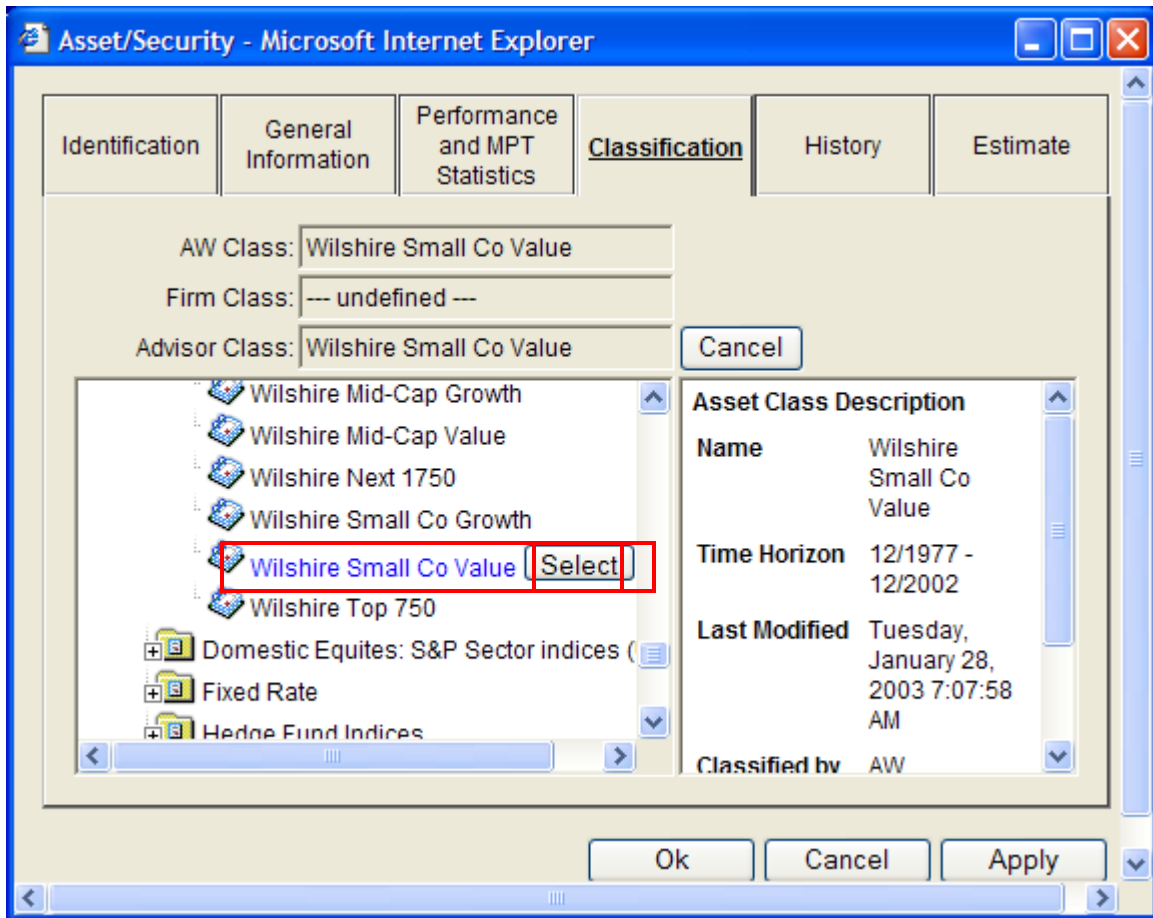 Asset/Security - Microsoft Internet Explorer
Identification
General
Information
Performance
and MPT
Statistics
Classification
History
Estimate
AW Class: Wilshire Small Co Value
Firm Class: --- undefined ---
Advisor Class: Wilshire Small Co Value Cancel
Wilshire Mid-Cap Growth
Wilshire Mid-Cap Value
Wilshire Next 1750
Wilshire Small Co Growth
Wilshire Small Co Value Select
Wilshire Top 750
Domestic Equites: S&P Sector indices (
Fixed Rate
Hedge Fund Indices
Asset Class Description
Name Wilshire
Small Co
Value
Time Horizon 12/1977 -
12/2002
Last Modified Tuesday,
January 28,
2003 7:07:58
AM
Classified by AW
Ok Cancel Apply